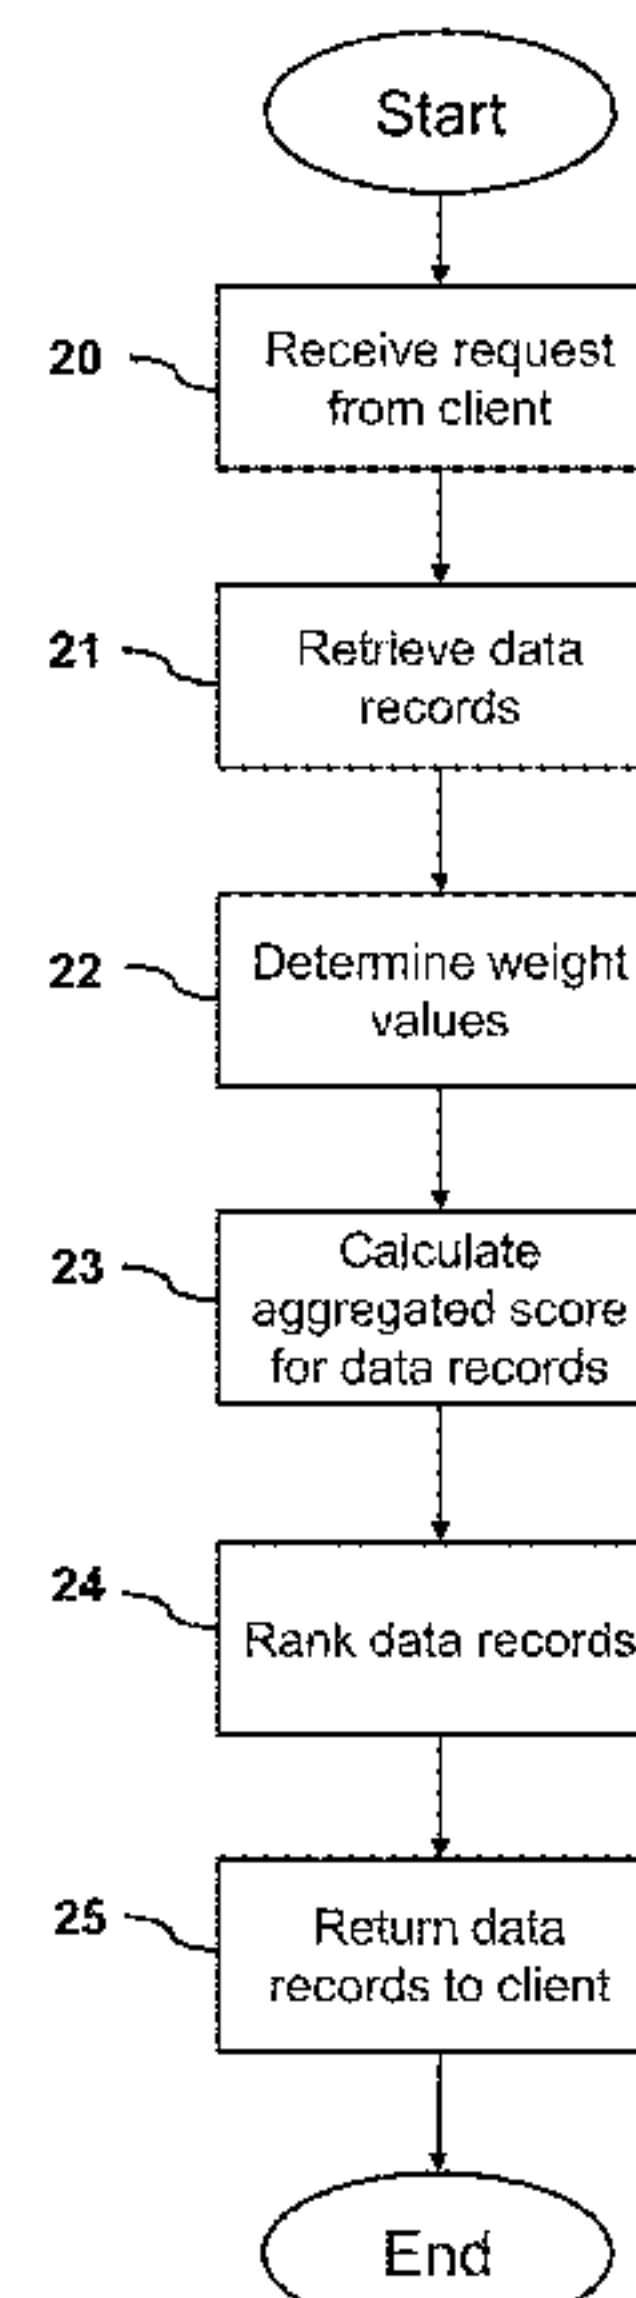 Start
20
Receive request
from client
21
Retrieve data
records
22
Determine weight
values
23
Calculate
aggregated score
for data records
24
Rank data records
25
Return data
records to client
End